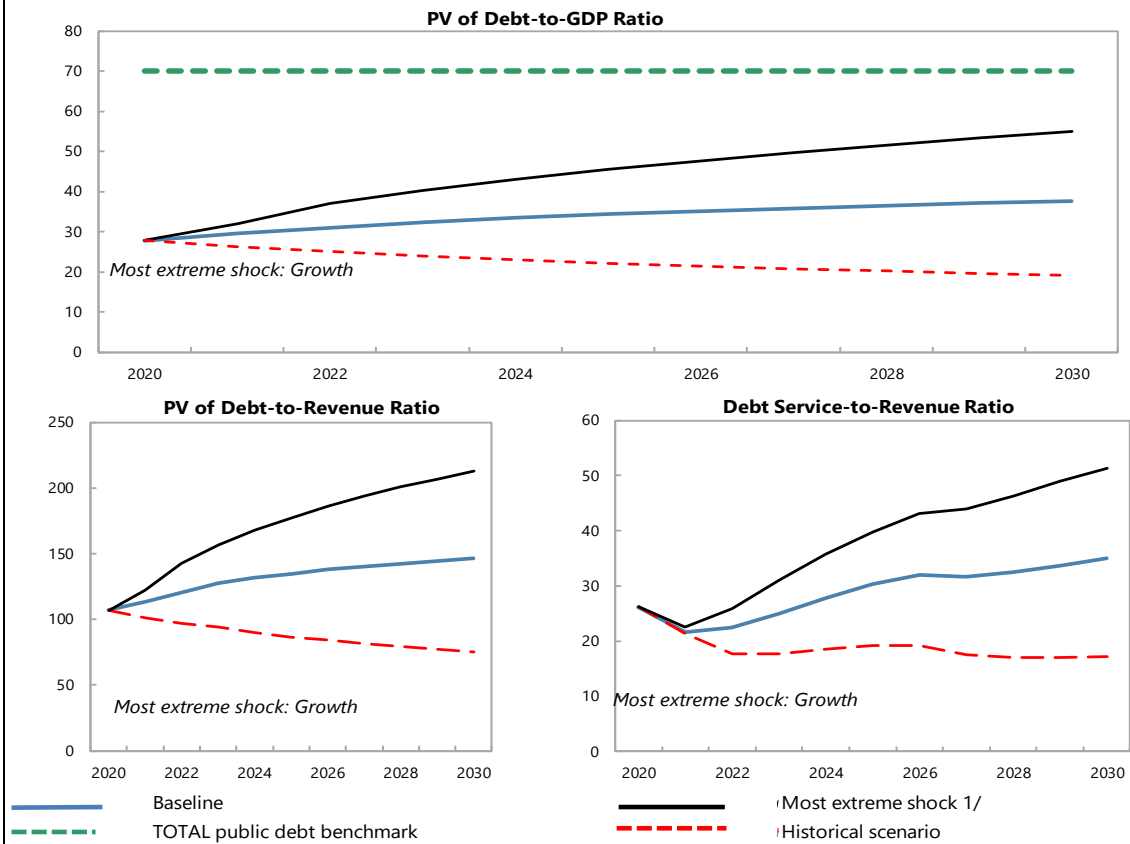 PV of Debt-to-GDP Ratio
80
70
60
50
40
30
20
10
0
Most extreme shock: Growth
2020 2022 2024 2026 2028 2030
PV of Debt-to-Revenue Ratio
250
200
150
100
50
0
Most extreme shock: Growth
2020 2022 2024 2026 2028 2030
Debt Service-to-Revenue Ratio
60
50
40
30
20
10
0
Most extreme shock: Growth
2020 2022 2024 2026 2028 2030
Baseline
Most extreme shock 1/
TOTAL public debt benchmark
Historical scenario